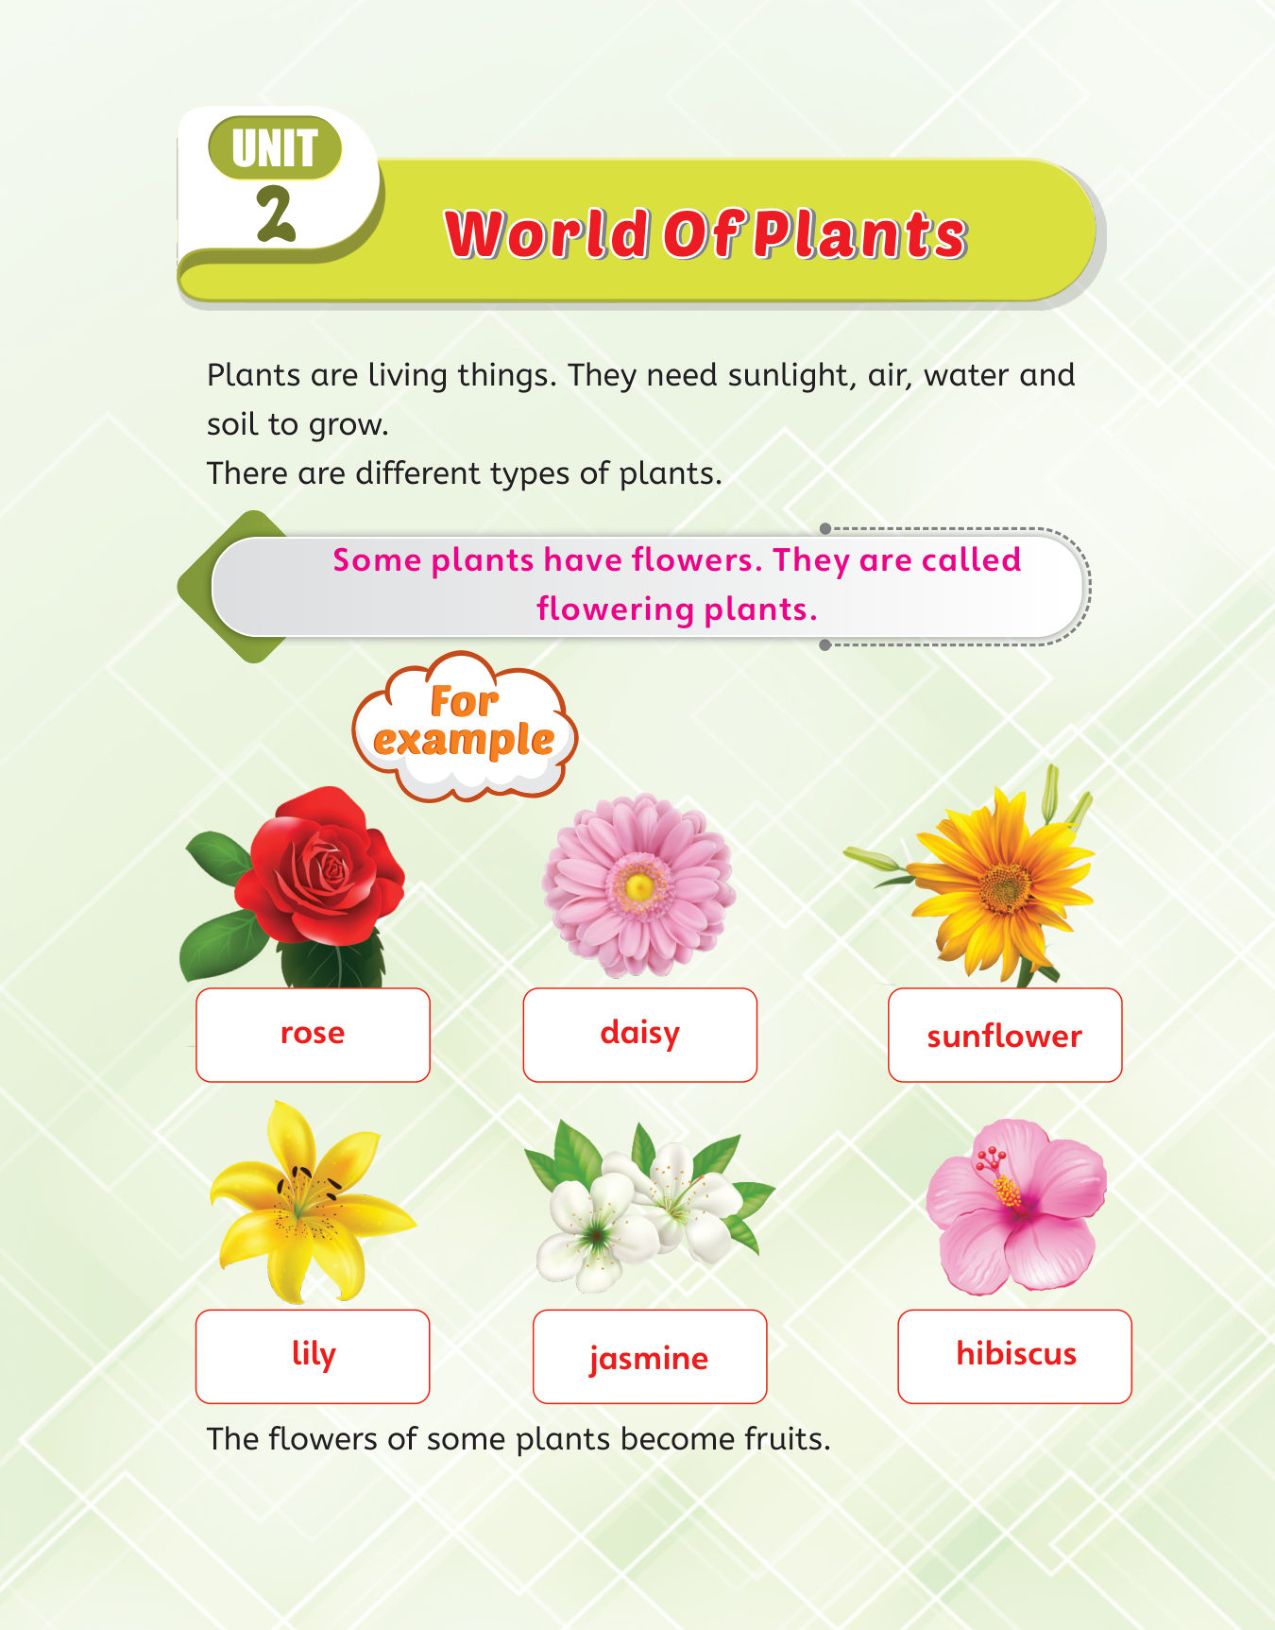 UNIT
2
World Of Plants
Plants are living things. They need sunlight, air, water and
soil to grow.
There are different types of plants.
Some plants have flowers. They are called
flowering plants.
For
example
rose
daisy
sunflower
lily
jasmine
hibiscus
The flowers of some plants become fruits.